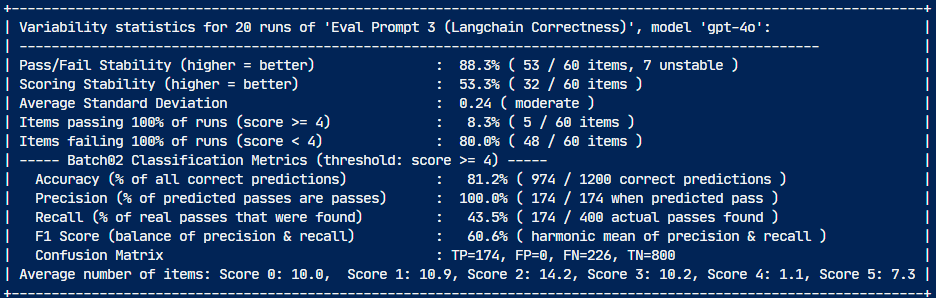 +------------------------------------------------------------------------------------------------------------------+
| Variability statistics for 20 runs of 'Eval Prompt 3 (Langchain Correctness)', model 'gpt-4o': |
| ---------------------------------------------------------------------------------------------------- |
| Pass/Fail Stability (higher = better) : 88.3% ( 53 / 60 items, 7 unstable ) |
| Scoring Stability (higher = better) : 53.3% ( 32 / 60 items ) |
| Average Standard Deviation : 0.24 ( moderate ) |
| Items passing 100% of runs (score >= 4) : 8.3% ( 5 / 60 items ) |
| Items failing 100% of runs (score < 4) : 80.0% ( 48 / 60 items ) |
| ----- Batch02 Classification Metrics (threshold: score >= 4) ----- |
| Accuracy (% of all correct predictions) : 81.2% ( 974 / 1200 correct predictions ) |
| Precision (% of predicted passes are passes) : 100.0% ( 174 / 174 when predicted pass ) |
| Recall (% of real passes that were found) : 43.5% ( 174 / 400 actual passes found ) |
| F1 Score (balance of precision & recall) : 60.6% ( harmonic mean of precision & recall ) |
| Confusion Matrix : TP=174, FP=0, FN=226, TN=800 |
| Average number of items: Score 0: 10.0, Score 1: 10.9, Score 2: 14.2, Score 3: 10.2, Score 4: 1.1, Score 5: 7.3 |
+------------------------------------------------------------------------------------------------------------------+